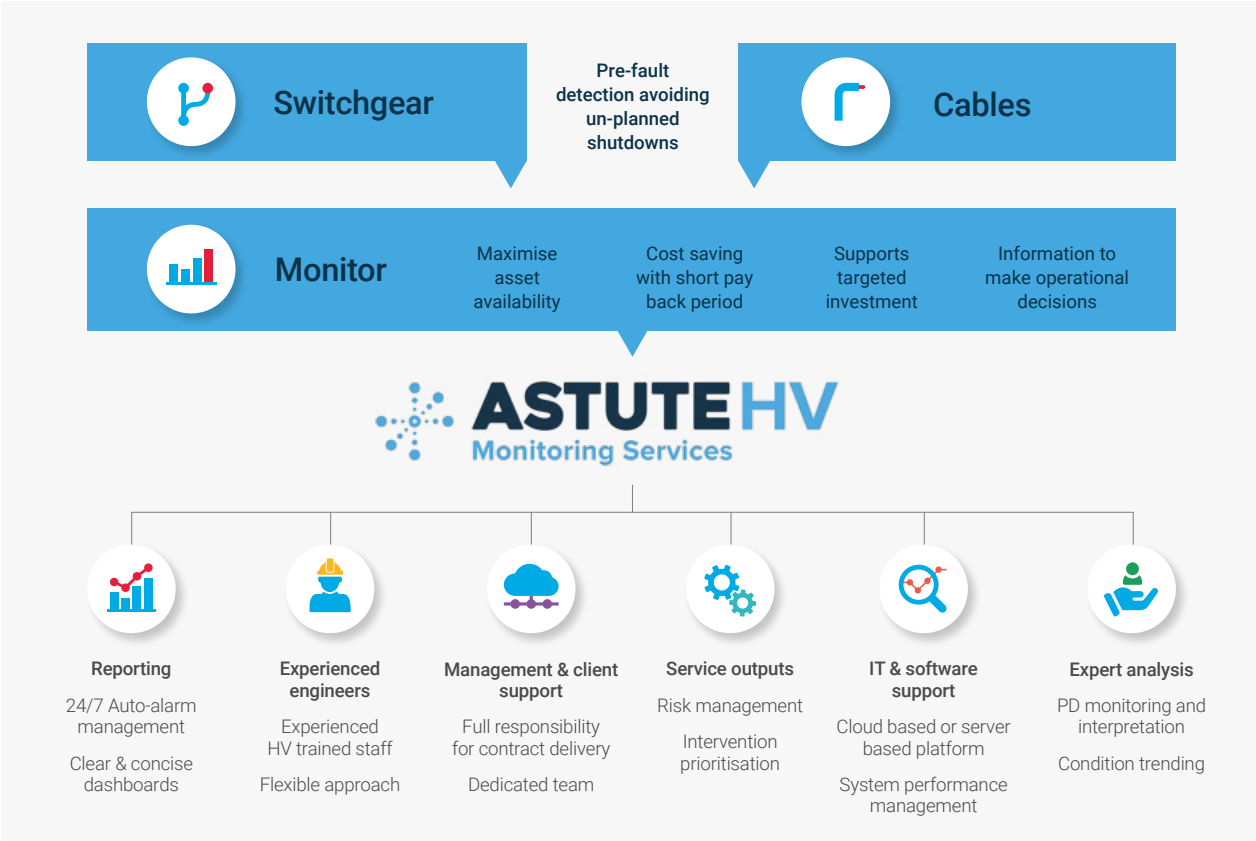 Switchgear
Pre-fault
detection avoiding
un-planned
shutdowns
Cables
Monitor
Maximise
asset
availability
Cost saving
with short pay
back period
Supports
targeted
investment
Information to
make operational
decisions
ASTUTE HV
Monitoring Services
Reporting
24/7 Auto-alarm
management
Clear & concise
dashboards
Experienced
engineers
Experienced
HV trained staff
Flexible approach
Management & client
support
Full responsibility
for contract delivery
Dedicated team
Service outputs
Risk management
Intervention
prioritisation
IT & software
support
Cloud based or server
based platform
System performance
management
Expert analysis
PD monitoring and
interpretation
Condition trending